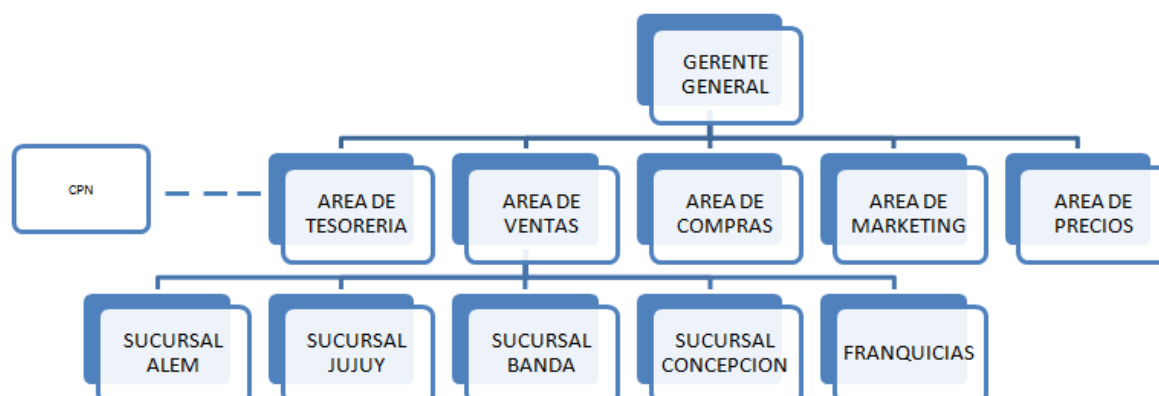 GERENTE
GENERAL
CPN
AREA DE
TESORERIA
AREA DE
VENTAS
AREA DE
COMPRAS
AREA DE
MARKETING
AREA DE
PRECIOS
SUCURSAL
ALEM
SUCURSAL
JUJUY
SUCURSAL
BANDA
SUCURSAL
CONCEPCION
FRANQUICIAS